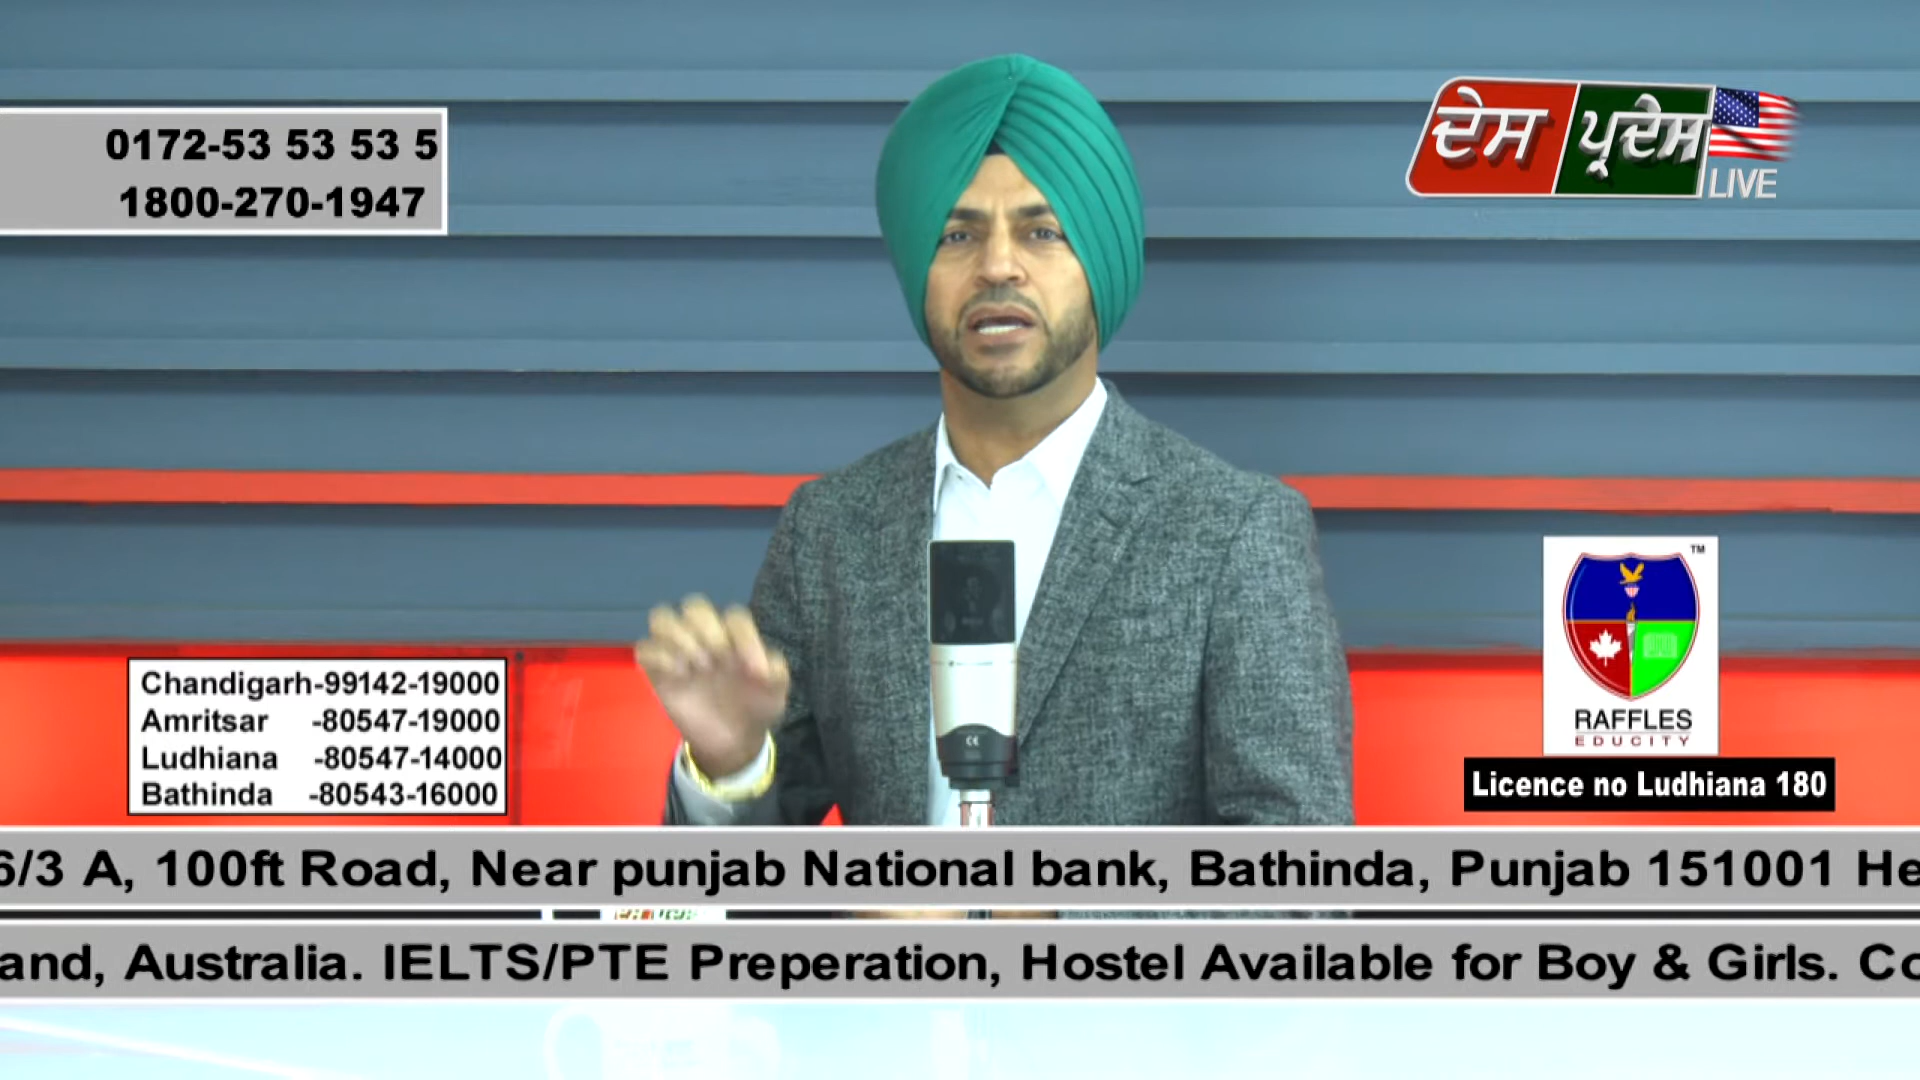 0172-53 53 53 5
1800-270-1947
ਦੇਸ ਪ੍ਰਦੇਸ
LIVE
TM
RAFFLES
EDUCITY
Licence no Ludhiana 180
Chandigarh-99142-19000
Amritsar -80547-19000
Ludhiana -80547-14000
Bathinda -80543-16000
CE
6/3 A, 100ft Road, Near punjab National bank, Bathinda, Punjab 151001 He
and, Australia. IELTS/PTE Preperation, Hostel Available for Boy & Girls. Co